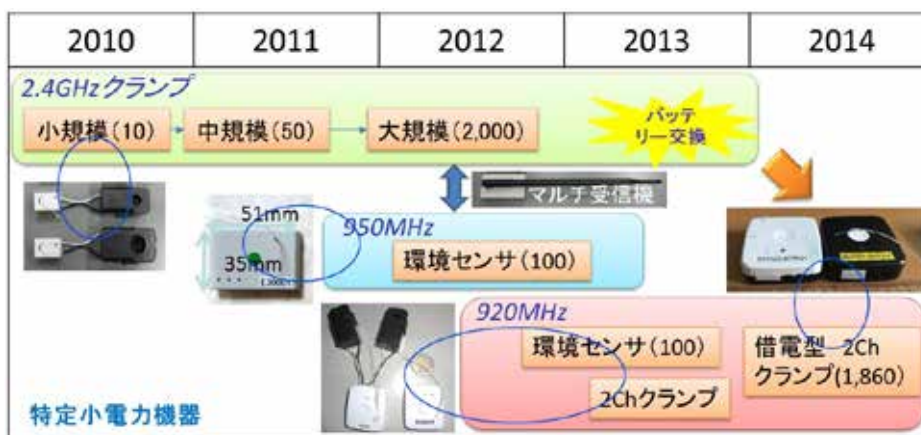 2010 2011 2012 2013 2014
2.4GHzクランプ
小規模(10) 中規模(50) 大規模(2,000)
バッテ
リー交換
マルチ受信機
51mm
35mm
950MHz
環境センサ(100)
920MHz
環境センサ(100)
2Chクランプ
借電型 2Ch
クランプ(1,860)
特定小電力機器